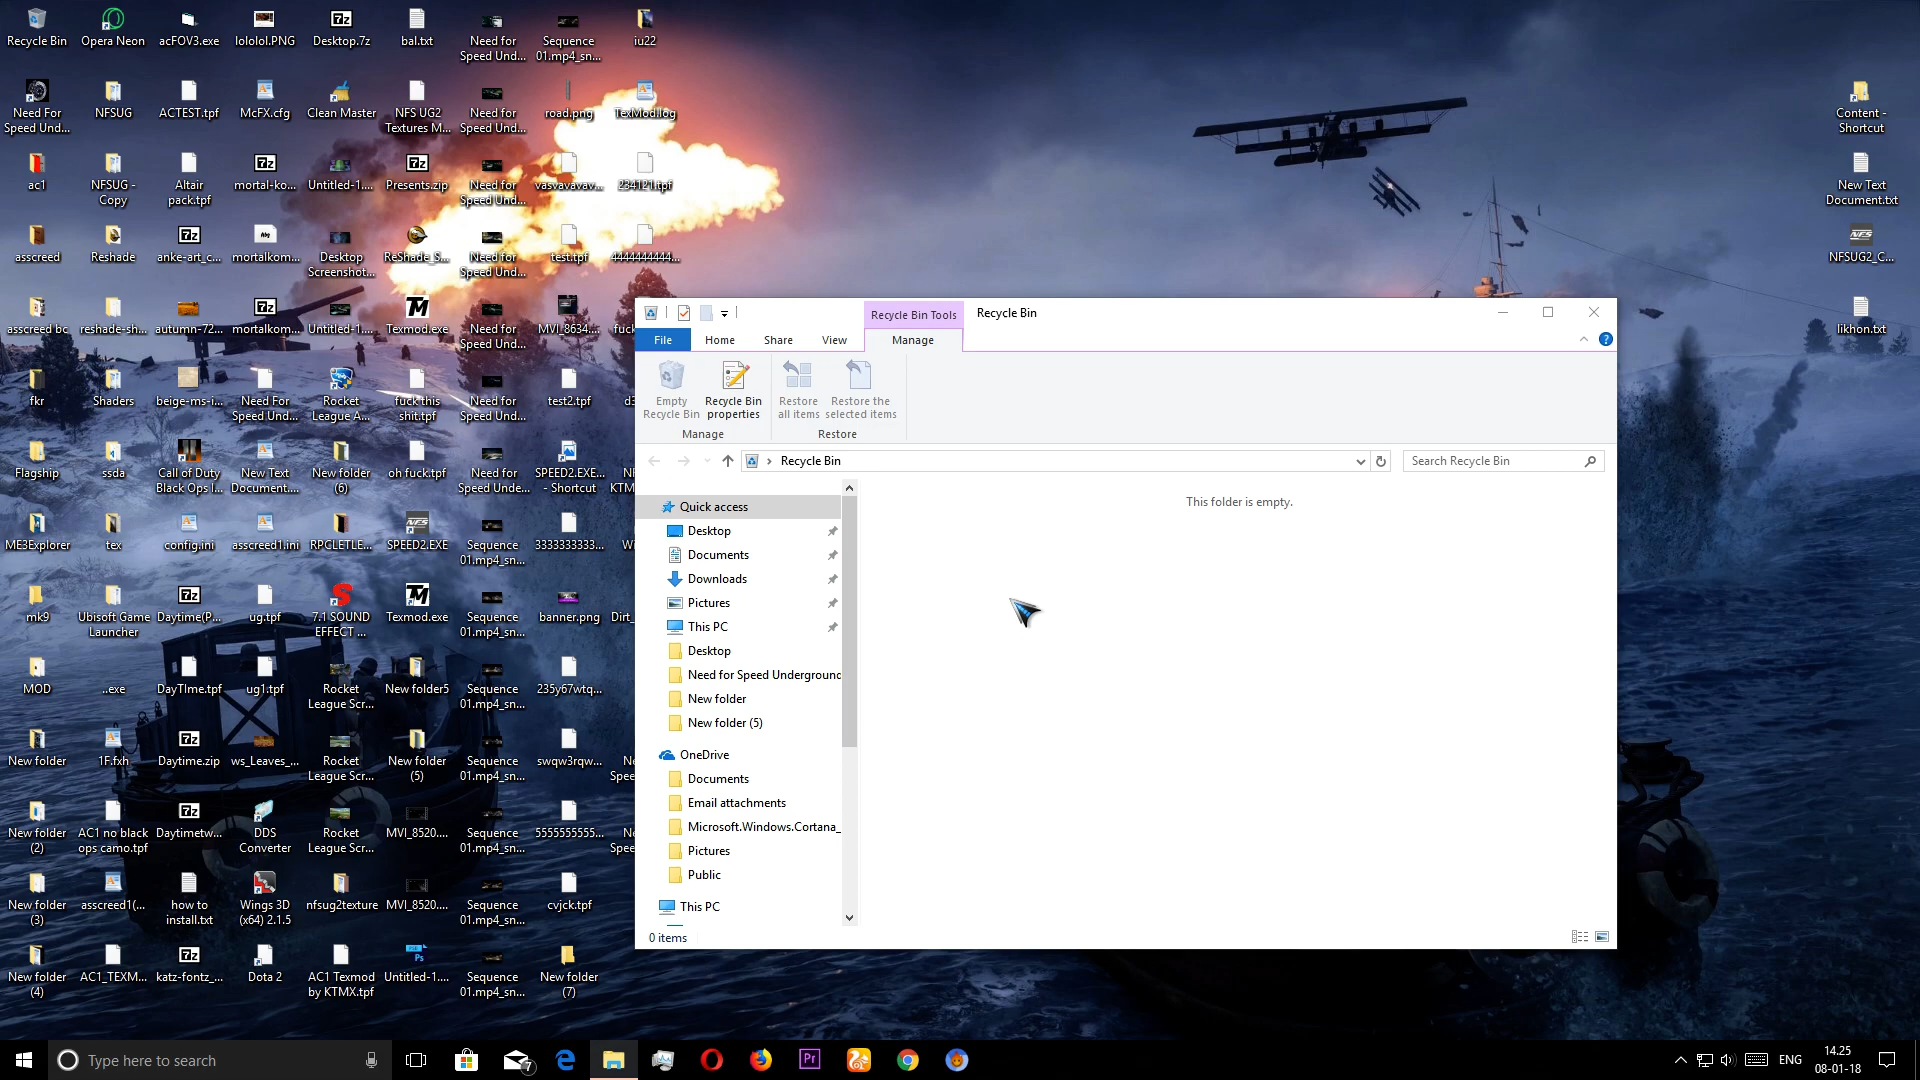 Recycle Bin
Opera Neon
acFOV3.exe
lololol.PNG
Desktop.7z
bal.txt
Need for
Speed Und...
Sequence
01.mp4_sn...
iu22
Need For
Speed Und...
NFSUG
ACTEST.tpf
McFX.cfg
Clean Master
NFS UG2
Textures M...
Need for
Speed Und...
road.png
TexMod.log
ac1
NFSUG -
Copy
Altair
pack.tpf
mortal-ko...
Untitled-1....
Presents.zip
Need for
Speed Und...
vasvavavav...
234121.tpf
asscreed
Reshade
anke-art_c...
mortalkom...
Desktop
Screenshot...
ReShade_S...
Need for
Speed Und...
test.tpf
4444444444...
asscreed bc
reshade-sh...
autumn-72...
mortalkom...
Untitled-1....
Texmod.exe
Need for
Speed Und...
MVI_8634....
fkr
Shaders
beige-ms-i...
Need For
Speed Und...
Rocket
League A...
fuck this
shit.tpf
Need for
Speed Und...
test2.tpf
Flagship
ssda
Call of Duty
Black Ops I...
New Text
Document....
New folder
(6)
oh fuck.tpf
Need for
Speed Unde...
SPEED2.EXE...
- Shortcut
ME3Explorer
tex
config.ini
asscreed1.ini
RPCLETLE...
SPEED2.EXE
Sequence
01.mp4_sn...
3333333333...
mk9
Ubisoft Game
Launcher
Daytime(P...
ug.tpf
7.1 SOUND
EFFECT ...
Texmod.exe
Sequence
01.mp4_sn...
banner.png
Dirt_
MOD
..exe
DayTIme.tpf
ug1.tpf
Rocket
League Scr...
New folder5
Sequence
01.mp4_sn...
235y67wtq...
New folder
1F.fxh
Daytime.zip
ws_Leaves_...
Rocket
League Scr...
New folder
(5)
Sequence
01.mp4_sn...
swqw3rqw...
New folder
(2)
AC1 no black
ops camo.tpf
Daytimetw...
DDS
Converter
Rocket
League Scr...
MVI_8520....
Sequence
01.mp4_sn...
5555555555...
New folder
(3)
asscreed1(...
how to
install.txt
Wings 3D
(x64) 2.1.5
nfsug2texture
MVI_8520....
Sequence
01.mp4_sn...
cvjck.tpf
New folder
(4)
AC1_TEXM...
katz-fontz_...
Dota 2
AC1 Texmod
by KTMX.tpf
Untitled-1....
Sequence
01.mp4_sn...
New folder
(7)
Content -
Shortcut
New Text
Document.txt
NFSUG2_C...
likhon.txt
Recycle Bin Tools
Recycle Bin
File
Home
Share
View
Manage
Empty
Recycle Bin
Recycle Bin
properties
Restore
all items
Restore the
selected items
Manage
Restore
Recycle Bin
Search Recycle Bin
This folder is empty.
Quick access
Desktop
Documents
Downloads
Pictures
This PC
Desktop
Need for Speed Underground
New folder
New folder (5)
OneDrive
Documents
Email attachments
Microsoft.Windows.Cortana_
Pictures
Public
This PC
0 items
Type here to search
7
Pr
ENG
14.25
08-01-18